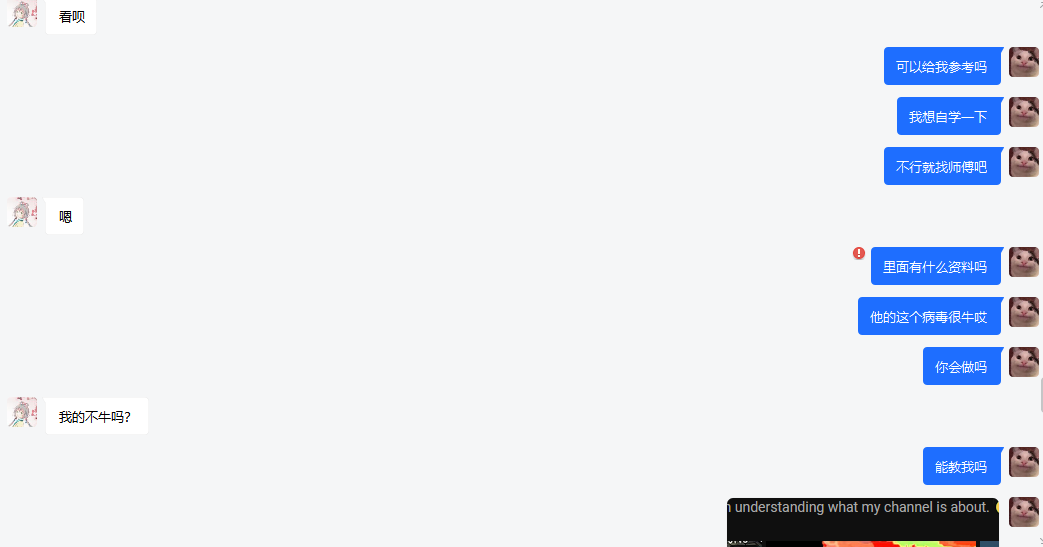 看呗
可以给我参考吗
我想自学一下
不行就找师傅吧
嗯
里面有什么资料吗
他的这个病毒很牛哎
你会做吗
我的不牛吗?
能教我吗
understanding what my channel is about.